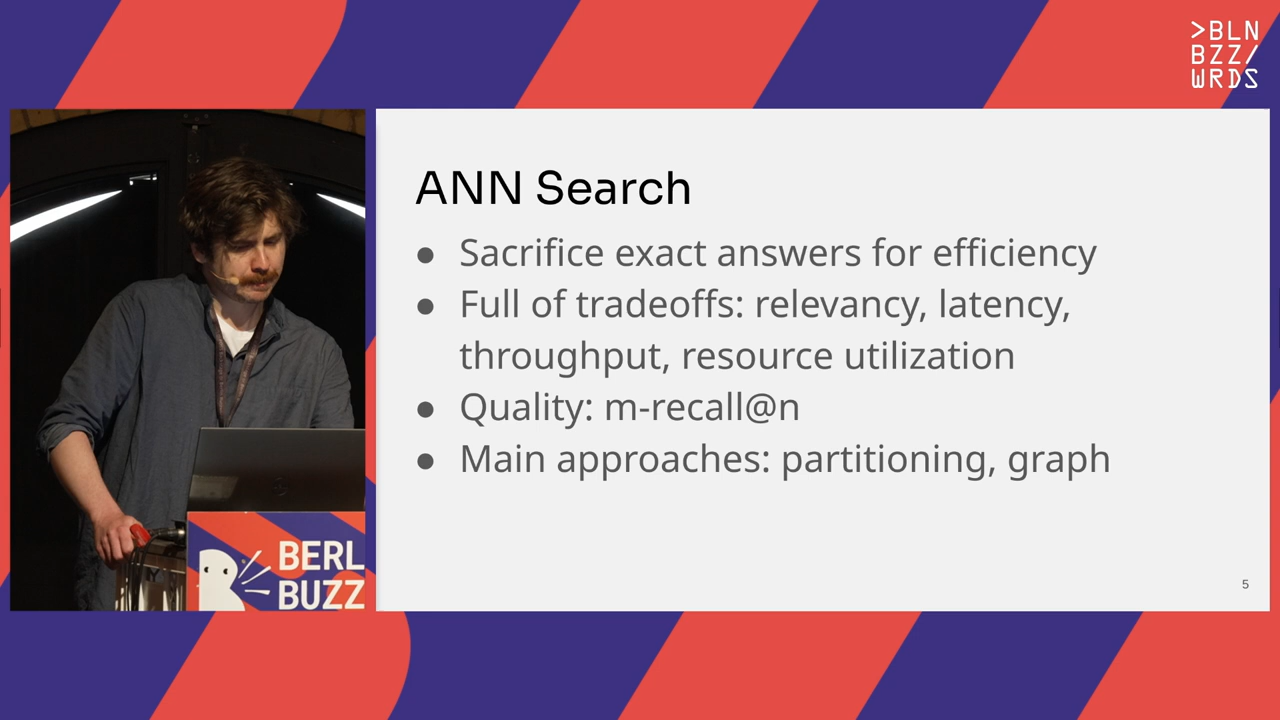 >BLN
BZZ/
WRDS
ANN Search
● Sacrifice exact answers for efficiency
● Full of tradeoffs: relevancy, latency,
throughput, resource utilization
● Quality: m-recall@n
● Main approaches: partitioning, graph
5
BERL
BUZZ